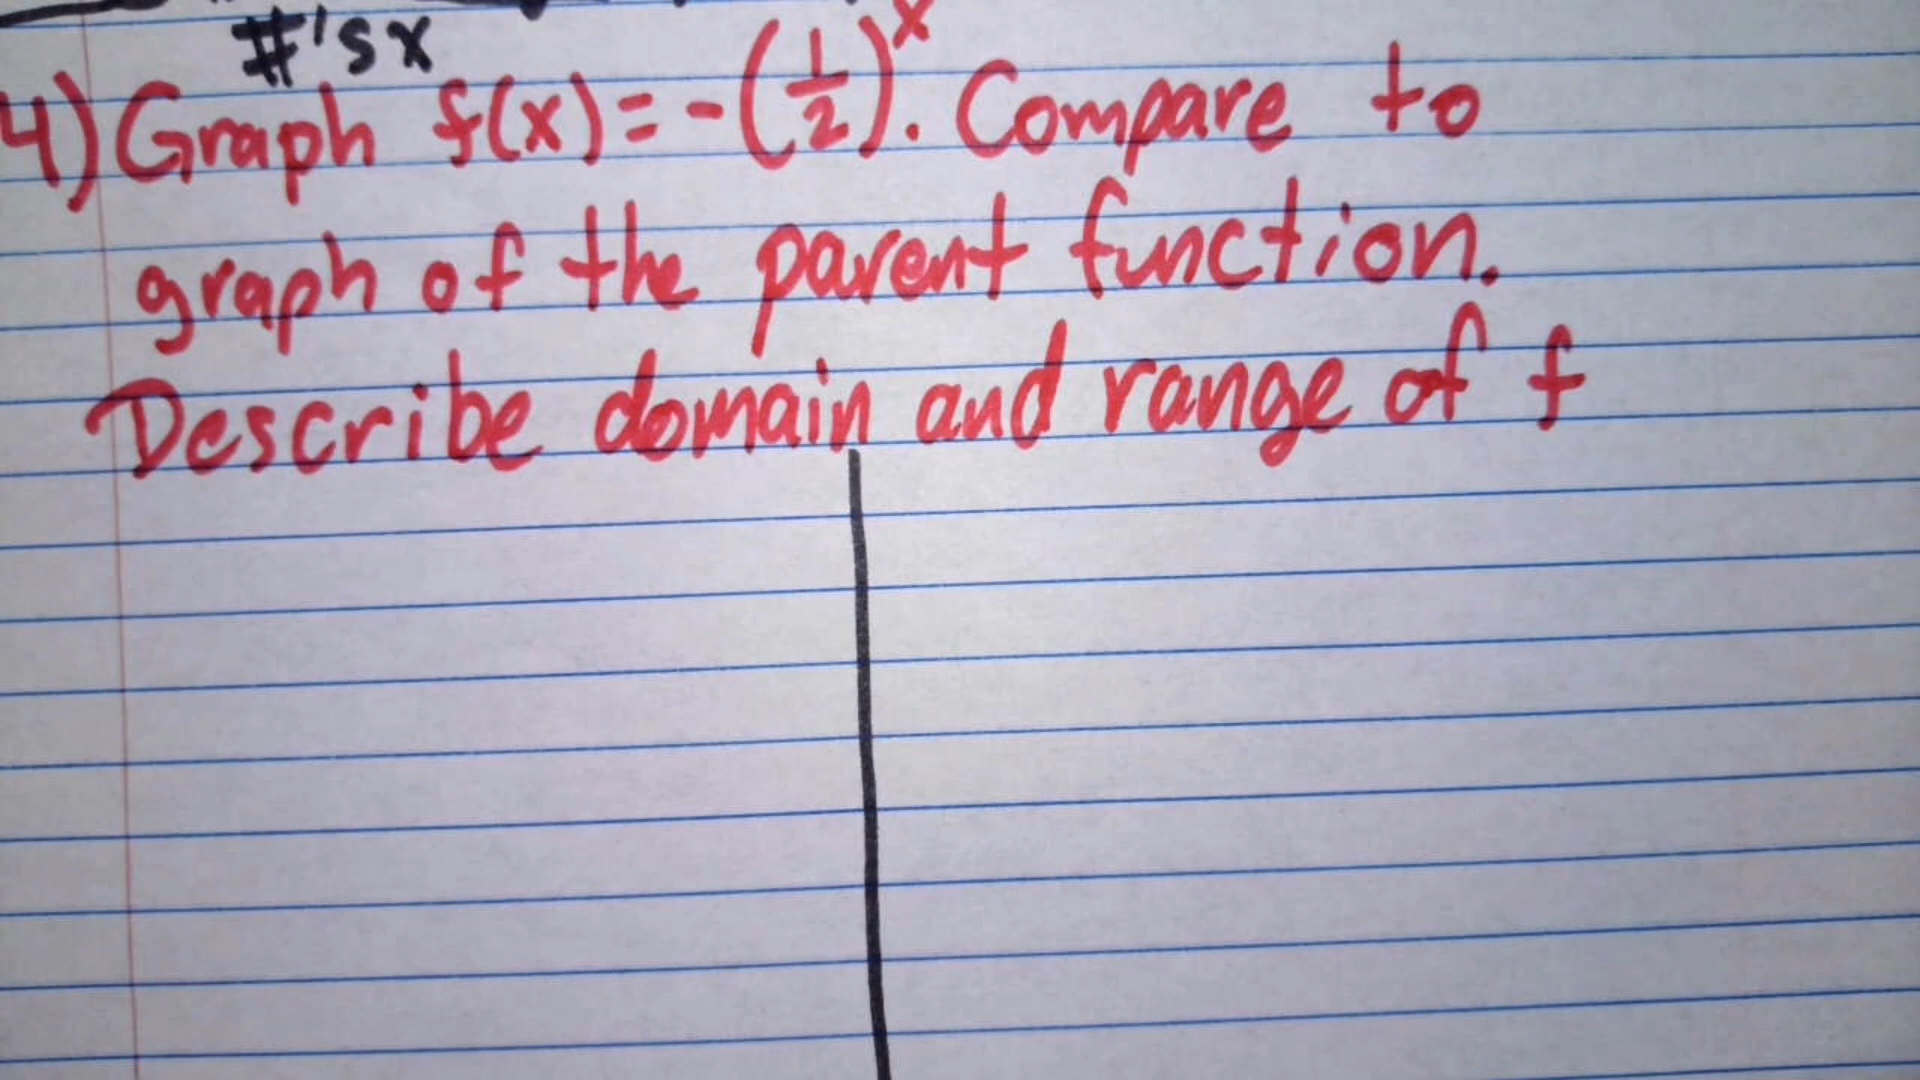 #'s x
4) Graph f(x) = -(1/2)^x. Compare to
graph of the parent function.
Describe domain and range of f